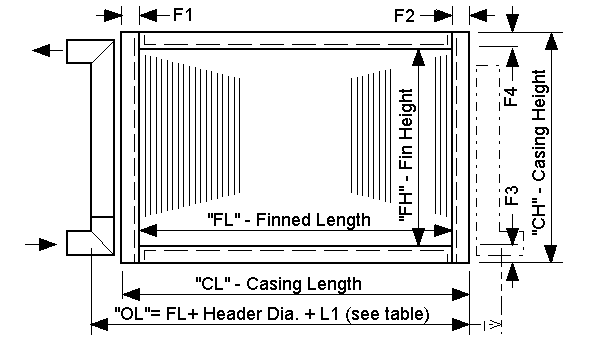 F1
F2
F4
"FH" - Fin Height
"CH" - Casing Height
F3
"FL" - Finned Length
"CL" - Casing Length
"OL"= FL+ Header Dia. + L1 (see table)